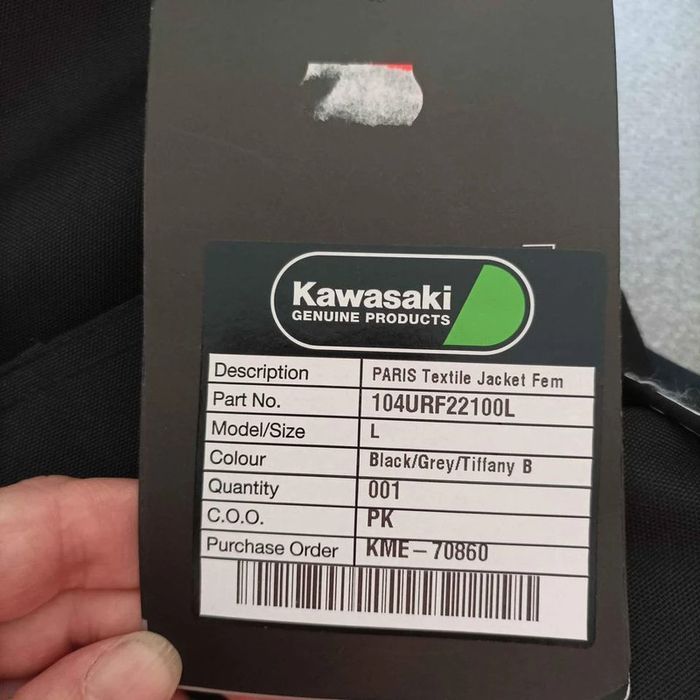 Kawasaki
GENUINE PRODUCTS
Description PARIS Textile Jacket Fem
Part No. 104URF22100L
Model/Size L
Colour Black/Grey/Tiffany B
Quantity 001
C.O.O. PK
Purchase Order KME-70860